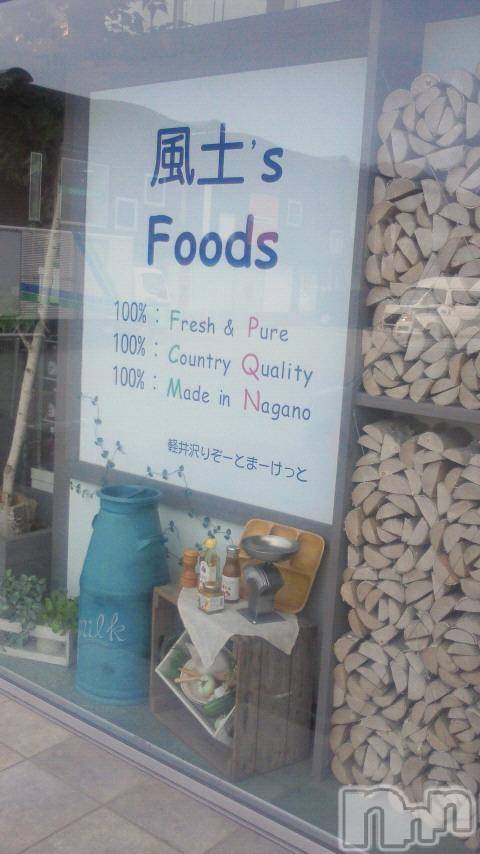 風土's
Foods
100% : Fresh & Pure
100% : Country Quality
100% : Made in Nagano
軽井沢りぞーとまーけっと
milk